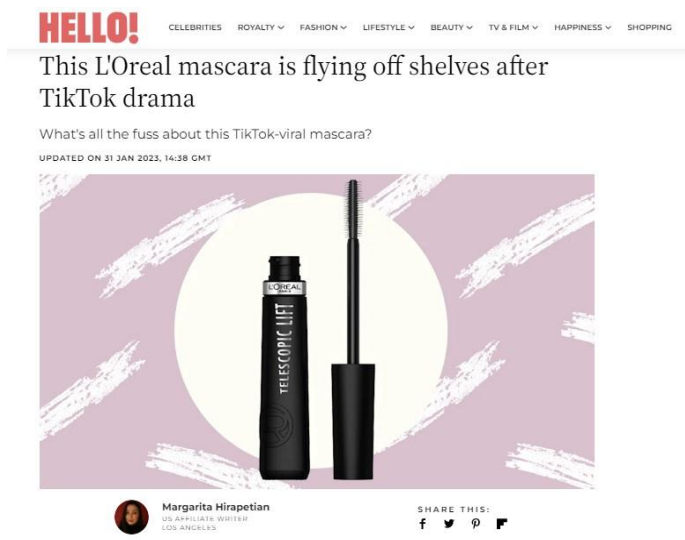 HELLO!
CELEBRITIES ROYALTY FASHION LIFESTYLE BEAUTY TV & FILM HAPPINESS SHOPPING
This L'Oreal mascara is flying off shelves after
TikTok drama
What's all the fuss about this TikTok-viral mascara?
UPDATED ON 31 JAN 2023, 14:38 GMT
L'ORÉAL
PARIS
TELESCOPIC LIFT
Margarita Hirapetian
US AFFILIATE WRITER
LOS ANGELES
SHARE THIS: